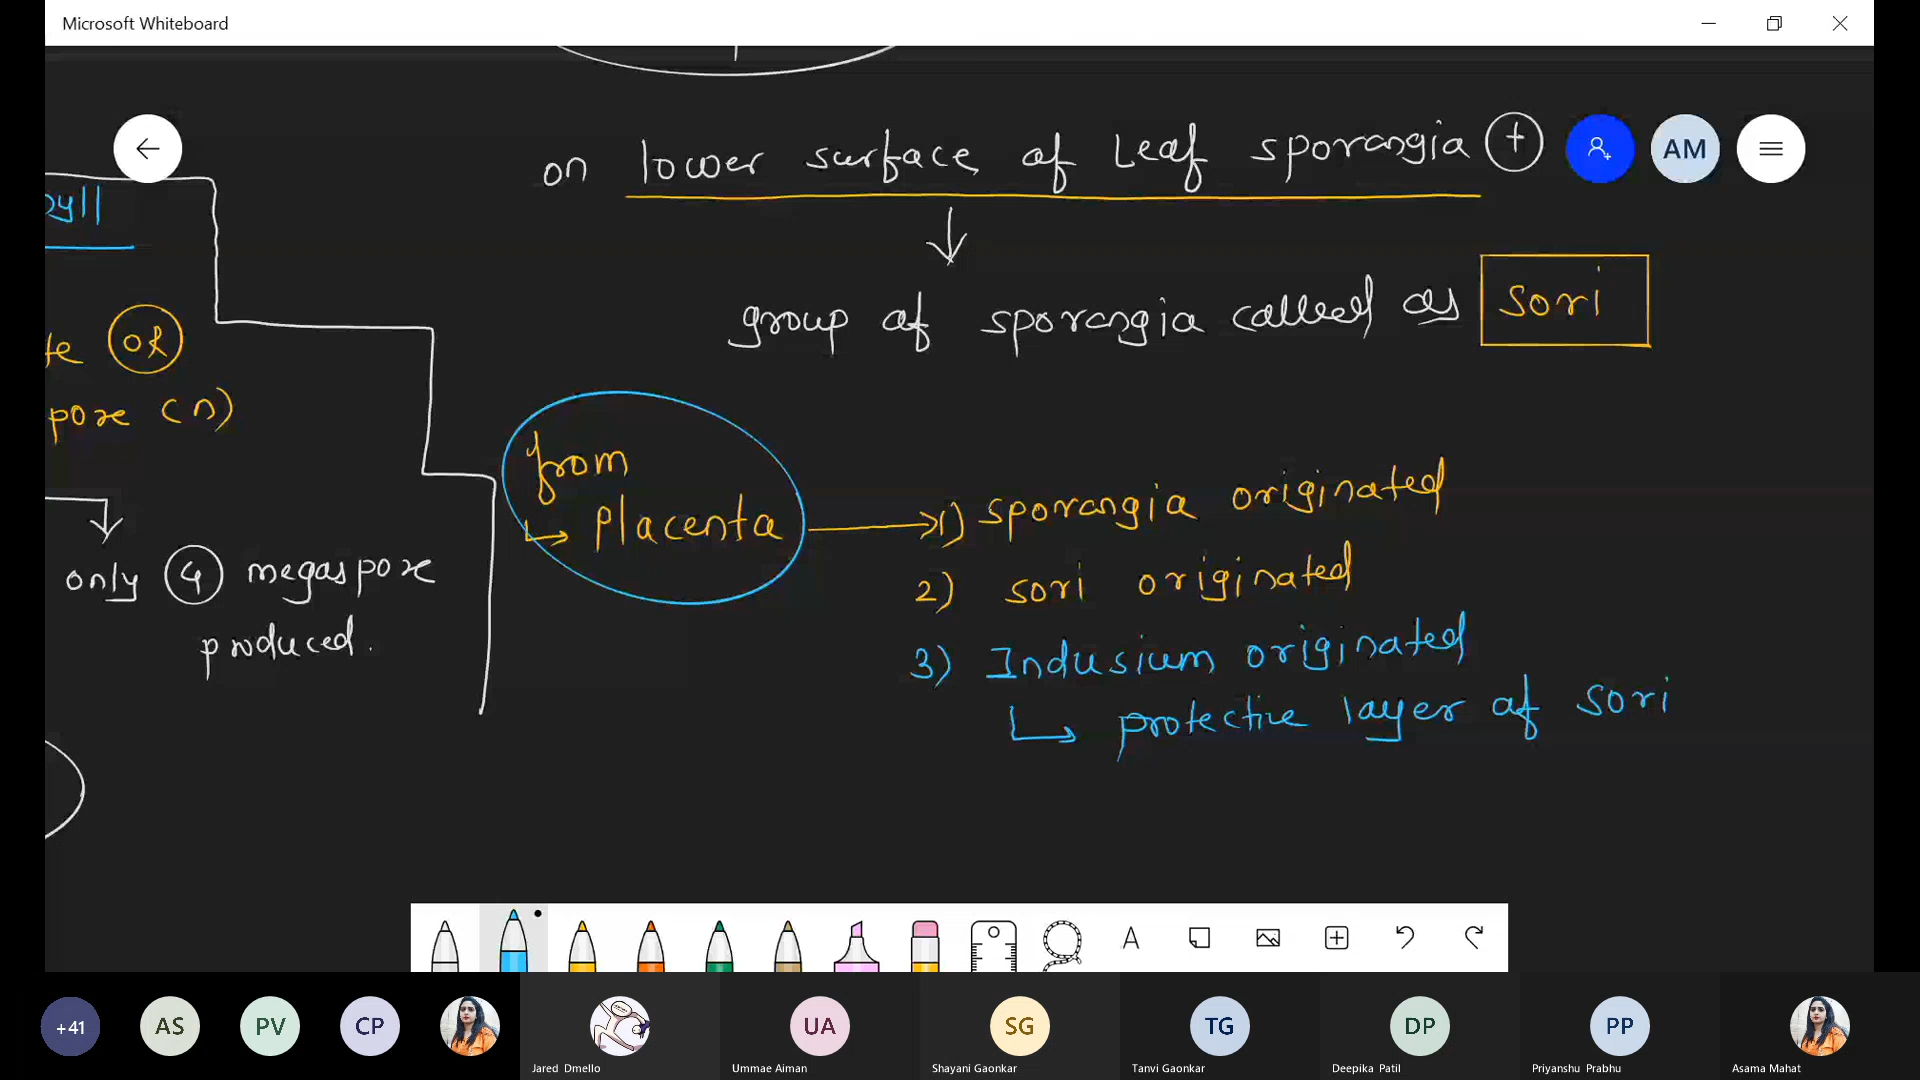 Microsoft Whiteboard
on lower surface of Leaf sporangia +
AM
group of sporangia called as sori
yll
te OR
pore (n)
only 4 megaspore
produced.
from
↳ Placenta → 1) sporangia originated
2) sori originated
3) Indusium originated
↳ protective layer of sori
A
+41 AS PV CP UA SG TG DP PP
Jared Dmello Ummae Aiman Shayani Gaonkar Tanvi Gaonkar Deepika Patil Priyanshu Prabhu Asama Mahat